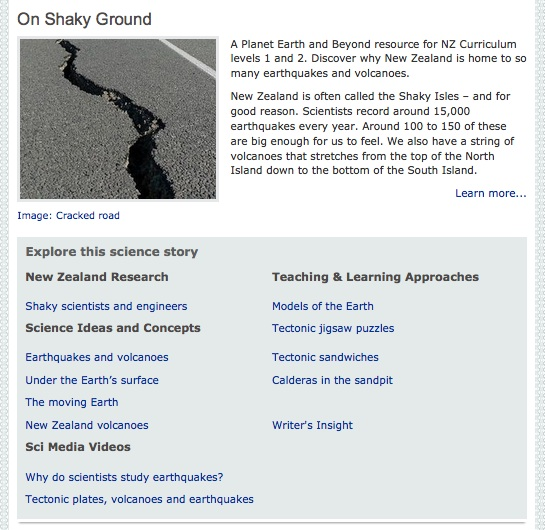 On Shaky Ground
A Planet Earth and Beyond resource for NZ Curriculum
levels 1 and 2. Discover why New Zealand is home to so
many earthquakes and volcanoes.
New Zealand is often called the Shaky Isles – and for
good reason. Scientists record around 15,000
earthquakes every year. Around 100 to 150 of these
are big enough for us to feel. We also have a string of
volcanoes that stretches from the top of the North
Island down to the bottom of the South Island.
Learn more...
Image: Cracked road
Explore this science story
New Zealand Research
Shaky scientists and engineers
Science Ideas and Concepts
Earthquakes and volcanoes
Under the Earth’s surface
The moving Earth
New Zealand volcanoes
Sci Media Videos
Why do scientists study earthquakes?
Tectonic plates, volcanoes and earthquakes
Teaching & Learning Approaches
Models of the Earth
Tectonic jigsaw puzzles
Tectonic sandwiches
Calderas in the sandpit
Writer's Insight